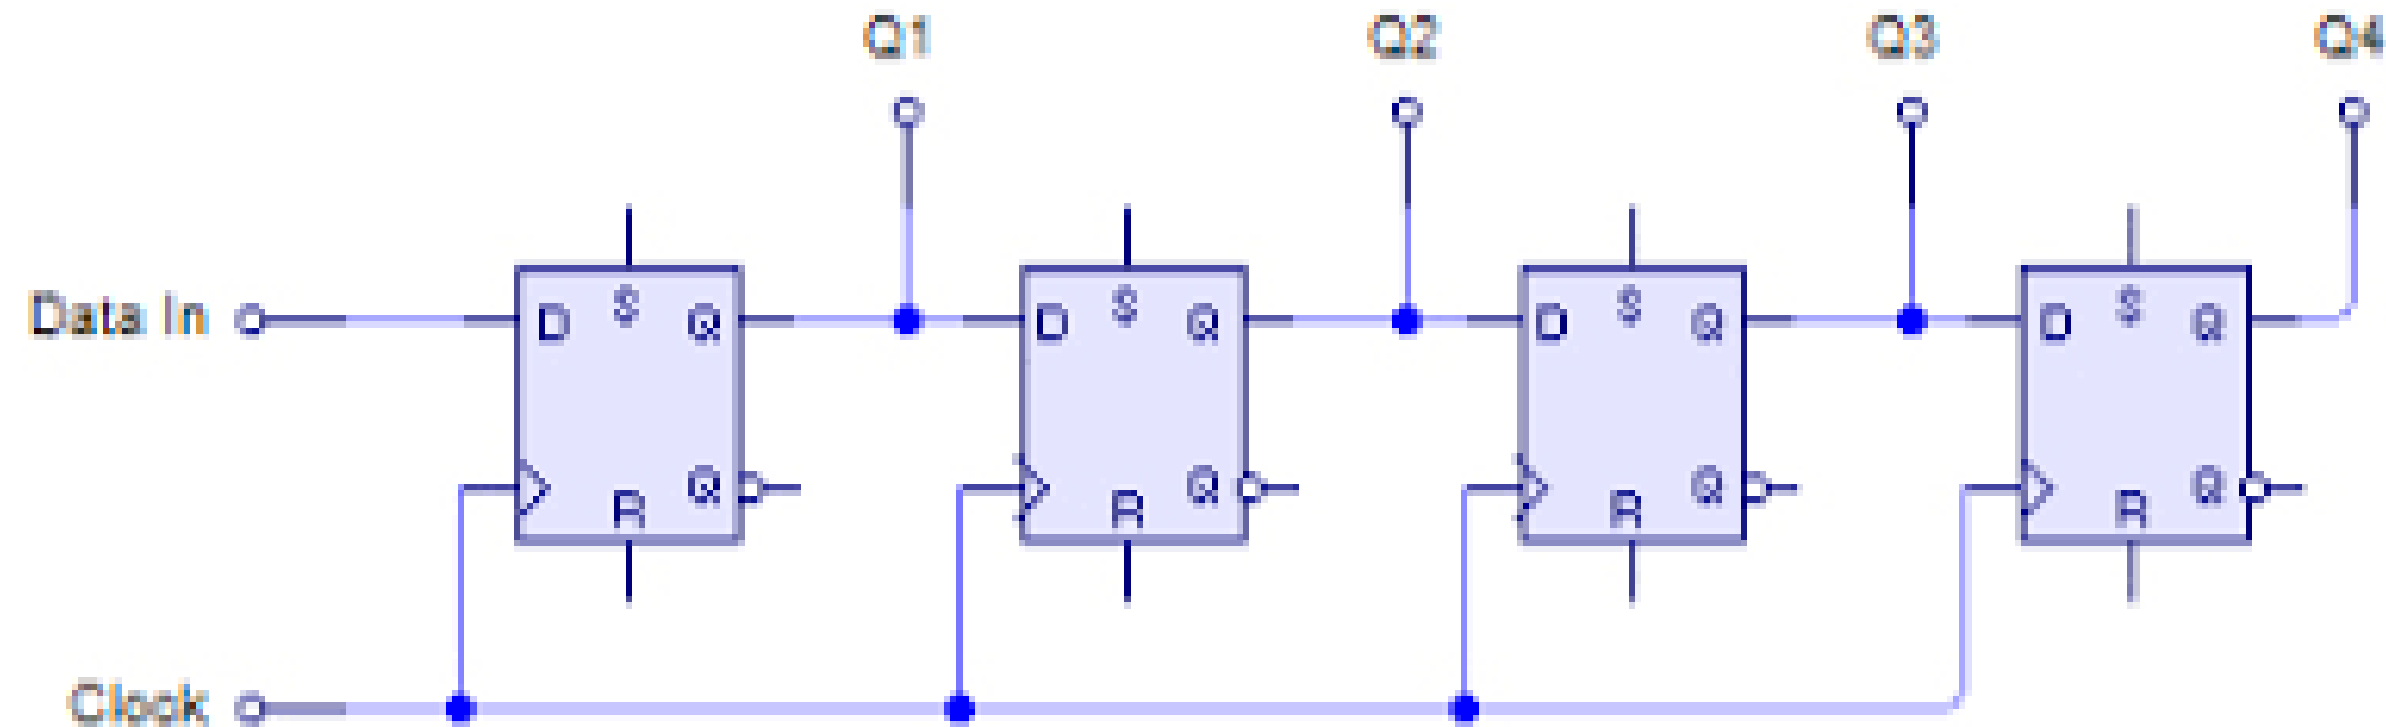 Q1 Q2 Q3 Q4
Data In D S Q D S Q D S Q D S Q
R Q R Q R Q R Q
Clock